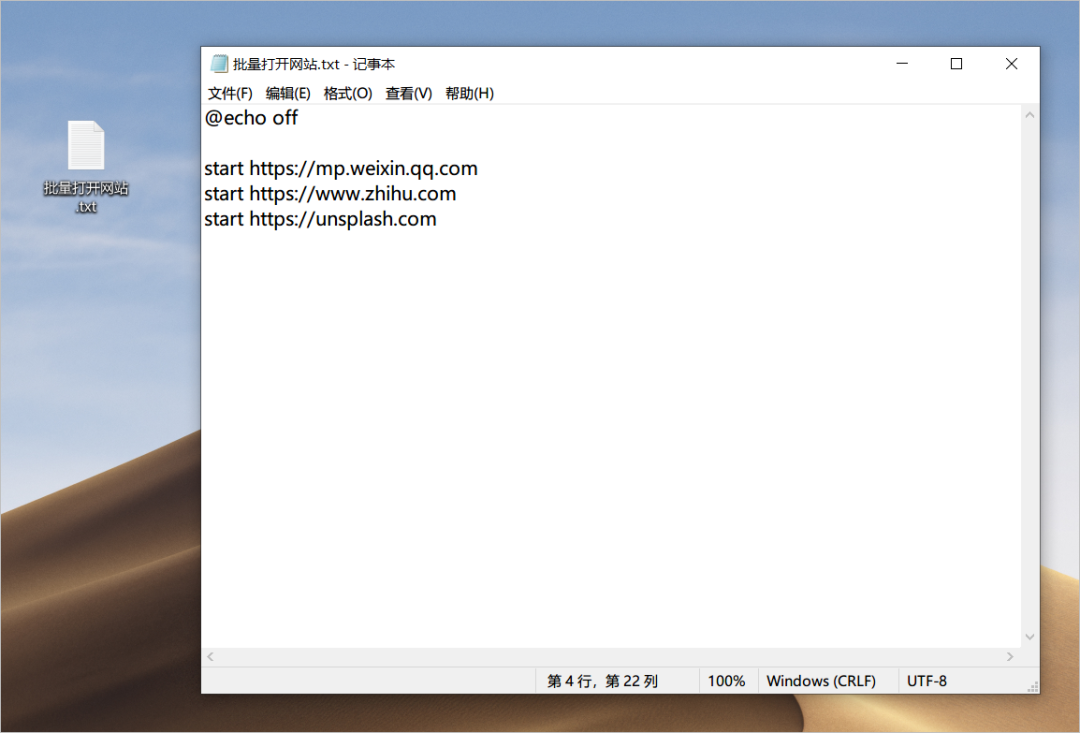 批量打开网站.txt - 记事本
文件(F) 编辑(E) 格式(O) 查看(V) 帮助(H)
@echo off
start https://mp.weixin.qq.com
start https://www.zhihu.com
start https://unsplash.com
批量打开网站
.txt
第 4 行，第 22 列 100% Windows (CRLF) UTF-8